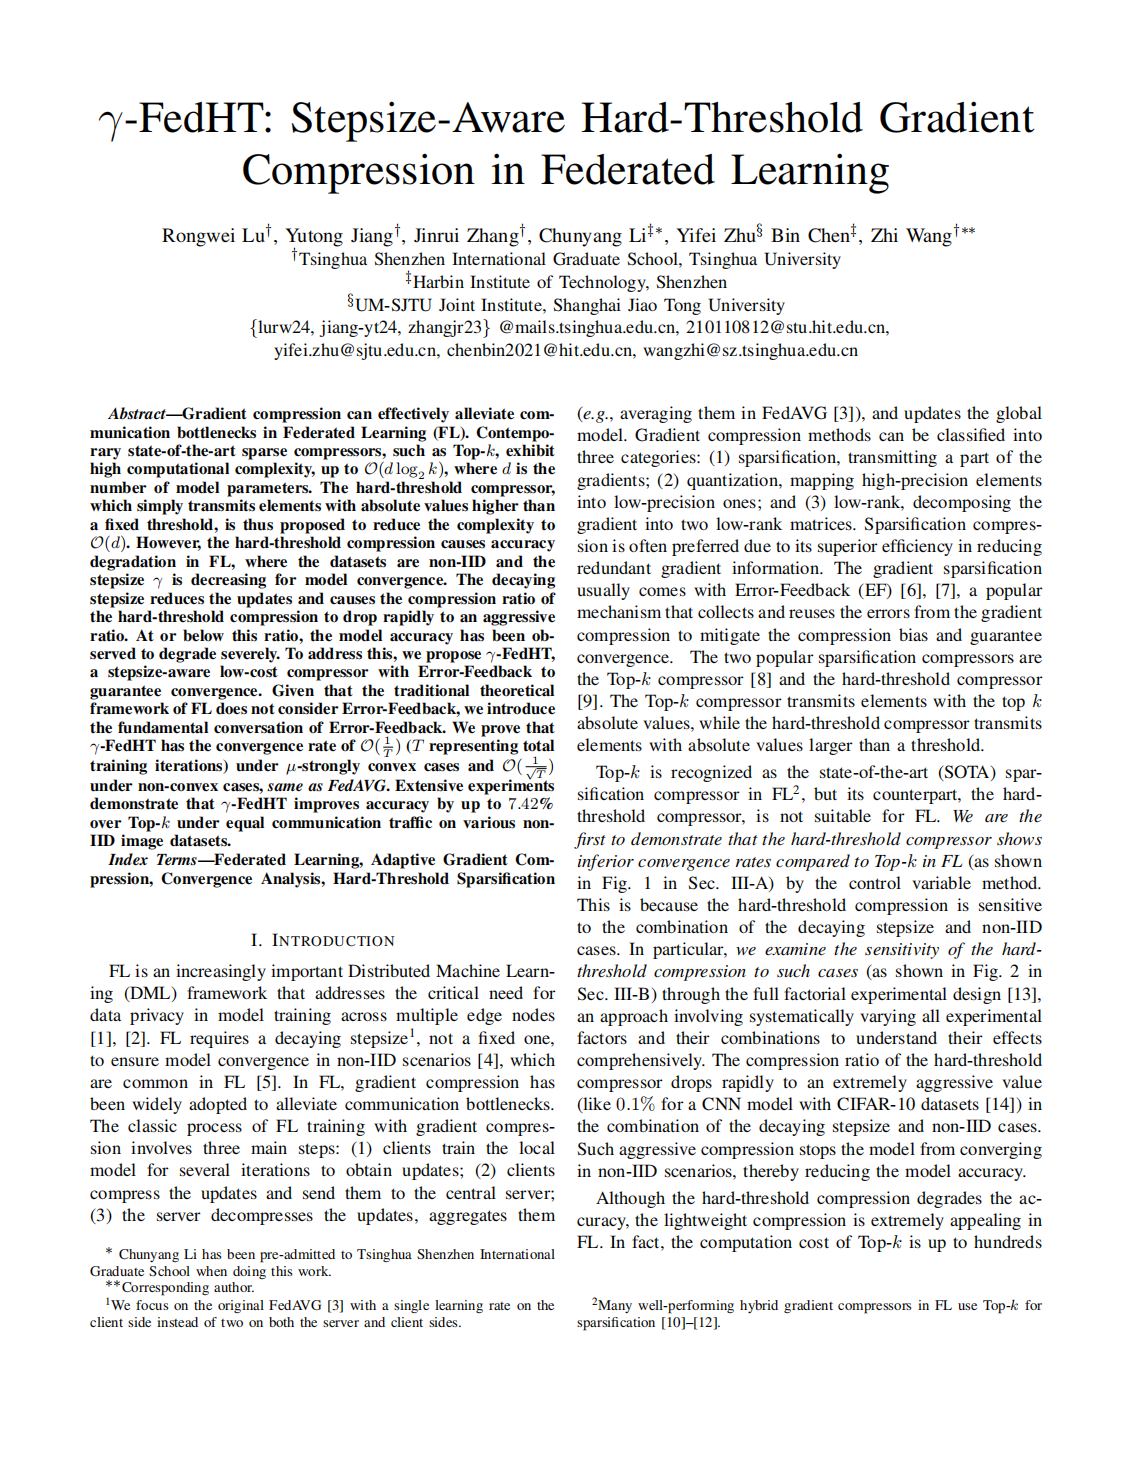 γ-FedHT: Stepsize-Aware Hard-Threshold Gradient
Compression in Federated Learning
Rongwei Lu†, Yutong Jiang†, Jinrui Zhang†, Chunyang Li‡*, Yifei Zhu§ Bin Chen‡, Zhi Wang†**
†Tsinghua Shenzhen International Graduate School, Tsinghua University
‡Harbin Institute of Technology, Shenzhen
§UM-SJTU Joint Institute, Shanghai Jiao Tong University
{lurw24, jiang-yt24, zhangjr23} @mails.tsinghua.edu.cn, 210110812@stu.hit.edu.cn,
yifei.zhu@sjtu.edu.cn, chenbin2021@hit.edu.cn, wangzhi@sz.tsinghua.edu.cn
Abstract—Gradient compression can effectively alleviate com-
munication bottlenecks in Federated Learning (FL). Contempo-
rary state-of-the-art sparse compressors, such as Top-k, exhibit
high computational complexity, up to O(d log₂ k), where d is the
number of model parameters. The hard-threshold compressor,
which simply transmits elements with absolute values higher than
a fixed threshold, is thus proposed to reduce the complexity to
O(d). However, the hard-threshold compression causes accuracy
degradation in FL, where the datasets are non-IID and the
stepsize γ is decreasing for model convergence. The decaying
stepsize reduces the updates and causes the compression ratio of
the hard-threshold compression to drop rapidly to an aggressive
ratio. At or below this ratio, the model accuracy has been ob-
served to degrade severely. To address this, we propose γ-FedHT,
a stepsize-aware low-cost compressor with Error-Feedback to
guarantee convergence. Given that the traditional theoretical
framework of FL does not consider Error-Feedback, we introduce
the fundamental conversation of Error-Feedback. We prove that
γ-FedHT has the convergence rate of O(1/T) (T representing total
training iterations) under μ-strongly convex cases and O(1/√T)
under non-convex cases, same as FedAVG. Extensive experiments
demonstrate that γ-FedHT improves accuracy by up to 7.42%
over Top-k under equal communication traffic on various non-
IID image datasets.
Index Terms—Federated Learning, Adaptive Gradient Com-
pression, Convergence Analysis, Hard-Threshold Sparsification
I. INTRODUCTION
FL is an increasingly important Distributed Machine Learn-
ing (DML) framework that addresses the critical need for
data privacy in model training across multiple edge nodes
[1], [2]. FL requires a decaying stepsize¹, not a fixed one,
to ensure model convergence in non-IID scenarios [4], which
are common in FL [5]. In FL, gradient compression has
been widely adopted to alleviate communication bottlenecks.
The classic process of FL training with gradient compres-
sion involves three main steps: (1) clients train the local
model for several iterations to obtain updates; (2) clients
compress the updates and send them to the central server;
(3) the server decompresses the updates, aggregates them
* Chunyang Li has been pre-admitted to Tsinghua Shenzhen International
Graduate School when doing this work.
**Corresponding author.
¹We focus on the original FedAVG [3] with a single learning rate on the
client side instead of two on both the server and client sides.
(e.g., averaging them in FedAVG [3]), and updates the global
model. Gradient compression methods can be classified into
three categories: (1) sparsification, transmitting a part of the
gradients; (2) quantization, mapping high-precision elements
into low-precision ones; and (3) low-rank, decomposing the
gradient into two low-rank matrices. Sparsification compres-
sion is often preferred due to its superior efficiency in reducing
redundant gradient information. The gradient sparsification
usually comes with Error-Feedback (EF) [6], [7], a popular
mechanism that collects and reuses the errors from the gradient
compression to mitigate the compression bias and guarantee
convergence. The two popular sparsification compressors are
the Top-k compressor [8] and the hard-threshold compressor
[9]. The Top-k compressor transmits elements with the top k
absolute values, while the hard-threshold compressor transmits
elements with absolute values larger than a threshold.
Top-k is recognized as the state-of-the-art (SOTA) spar-
sification compressor in FL², but its counterpart, the hard-
threshold compressor, is not suitable for FL. We are the
first to demonstrate that the hard-threshold compressor shows
inferior convergence rates compared to Top-k in FL (as shown
in Fig. 1 in Sec. III-A) by the control variable method.
This is because the hard-threshold compression is sensitive
to the combination of the decaying stepsize and non-IID
cases. In particular, we examine the sensitivity of the hard-
threshold compression to such cases (as shown in Fig. 2 in
Sec. III-B) through the full factorial experimental design [13],
an approach involving systematically varying all experimental
factors and their combinations to understand their effects
comprehensively. The compression ratio of the hard-threshold
compressor drops rapidly to an extremely aggressive value
(like 0.1% for a CNN model with CIFAR-10 datasets [14]) in
the combination of the decaying stepsize and non-IID cases.
Such aggressive compression stops the model from converging
in non-IID scenarios, thereby reducing the model accuracy.
Although the hard-threshold compression degrades the ac-
curacy, the lightweight compression is extremely appealing in
FL. In fact, the computation cost of Top-k is up to hundreds
²Many well-performing hybrid gradient compressors in FL use Top-k for
sparsification [10]–[12].